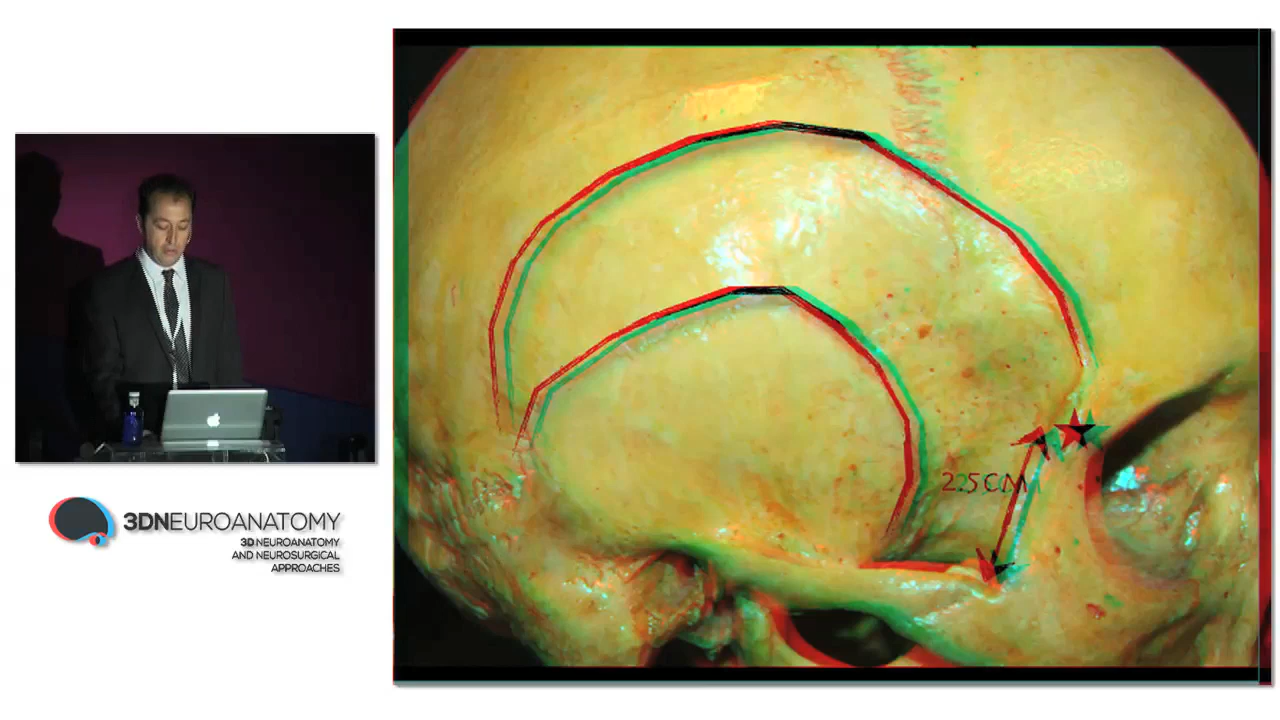 2.5 CM
3DNEUROANATOMY
3D NEUROANATOMY
AND NEUROSURGICAL
APPROACHES